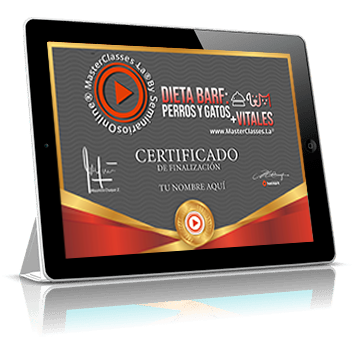 MasterClasses.La® By SeminariosOnline®
DIETA BARF:
PERROS Y GATOS
+VITALES
www.MasterClasses.La®
CERTIFICADO
DE FINALIZACIÓN
TU NOMBRE AQUÍ